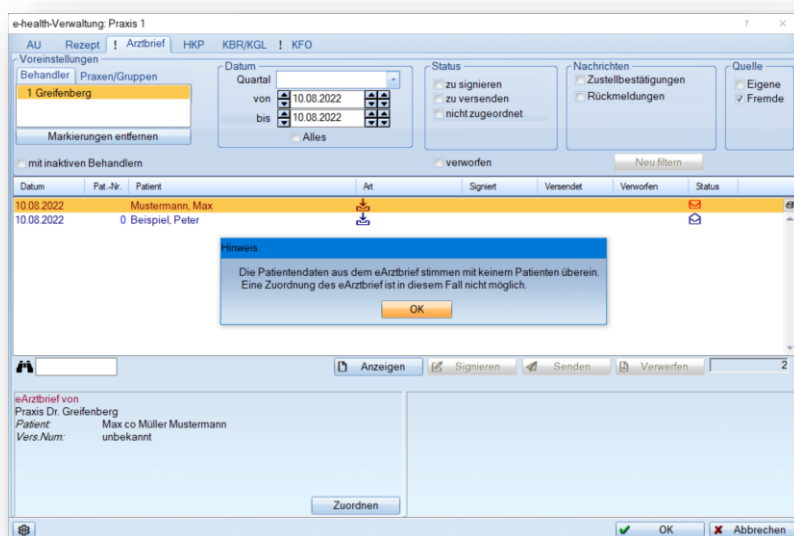 e-health-Verwaltung: Praxis 1
AU Rezept ! Arztbrief HKP KBR/KGL ! KFO
Voreinstellungen
Behandler Praxen/Gruppen
1 Greifenberg
Markierungen entfernen
mit inaktiven Behandlern
Datum
Quartal
von 10.08.2022
bis 10.08.2022
Alles
Status
zu signieren
zu versenden
nicht zugeordnet
verworfen
Nachrichten
Zustellbestätigungen
Rückmeldungen
Neu filtern
Quelle
Eigene
Fremde
Datum Pat.-Nr. Patient Art Signiert Versendet Verworfen Status
10.08.2022 Mustermann, Max
10.08.2022 0 Beispiel, Peter
Hinweis
Die Patientendaten aus dem eArztbrief stimmen mit keinem Patienten überein.
Eine Zuordnung des eArztbrief ist in diesem Fall nicht möglich.
OK
Anzeigen Signieren Senden Verwerfen 2
eArztbrief von
Praxis Dr. Greifenberg
Patient: Max co Müller Mustermann
Vers.Num: unbekannt
Zuordnen
OK Abbrechen